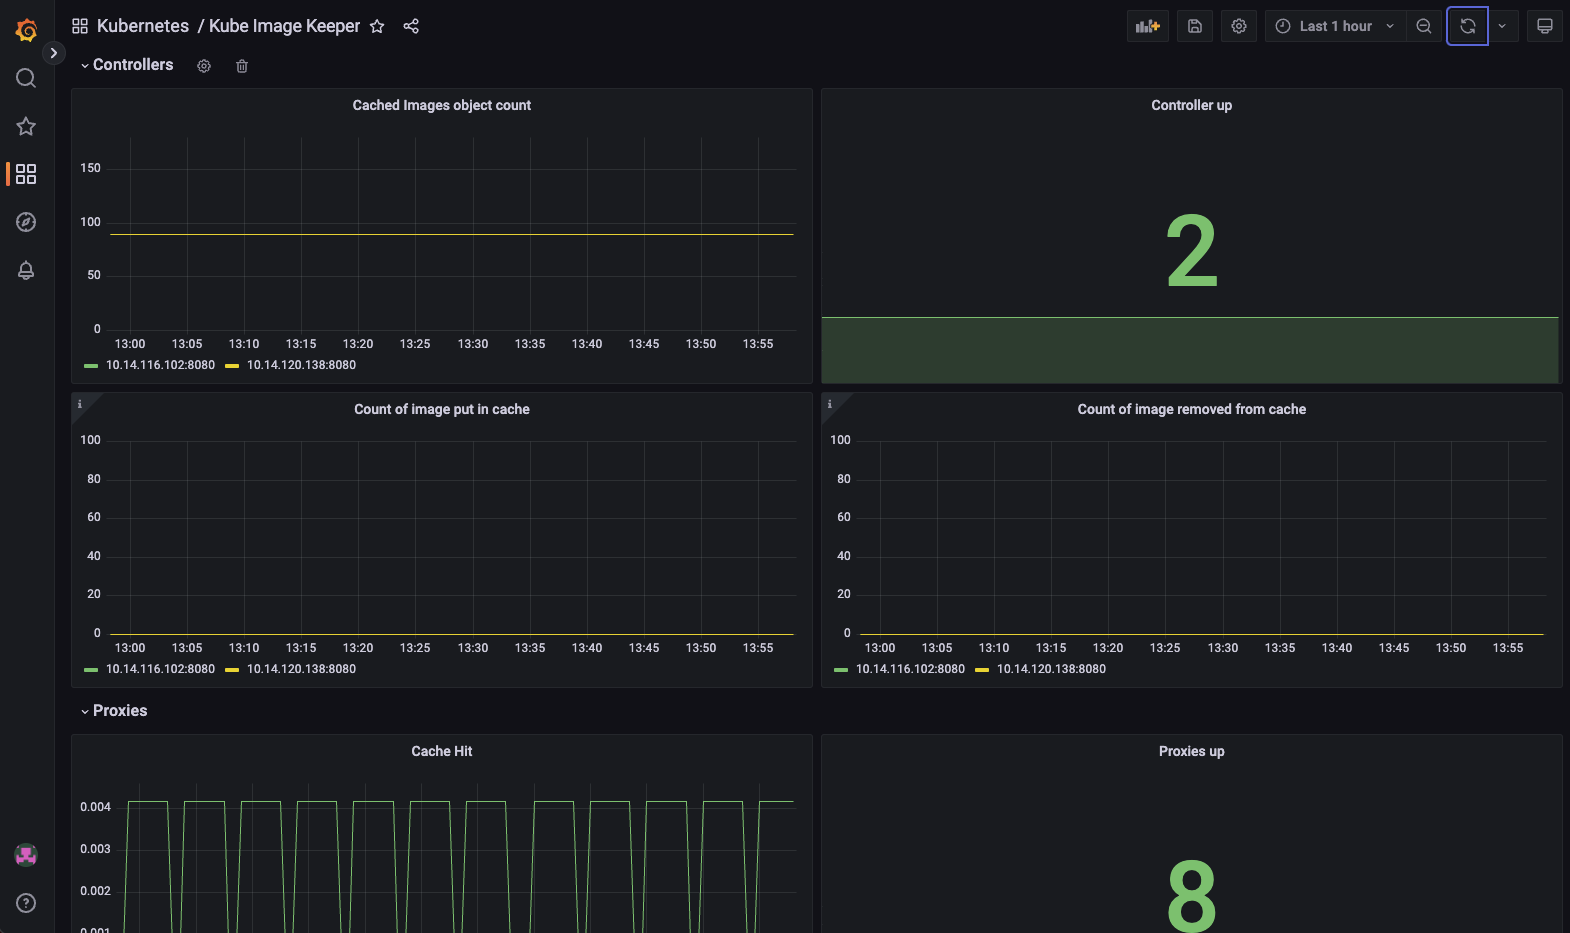 Kubernetes / Kube Image Keeper
Last 1 hour
Controllers
Cached Images object count
150
100
50
0
13:00 13:05 13:10 13:15 13:20 13:25 13:30 13:35 13:40 13:45 13:50 13:55
10.14.116.102:8080 10.14.120.138:8080
Controller up
2
i
Count of image put in cache
100
80
60
40
20
0
13:00 13:05 13:10 13:15 13:20 13:25 13:30 13:35 13:40 13:45 13:50 13:55
10.14.116.102:8080 10.14.120.138:8080
i
Count of image removed from cache
100
80
60
40
20
0
13:00 13:05 13:10 13:15 13:20 13:25 13:30 13:35 13:40 13:45 13:50 13:55
10.14.116.102:8080 10.14.120.138:8080
Proxies
Cache Hit
0.004
0.003
0.002
0.001
Proxies up
8